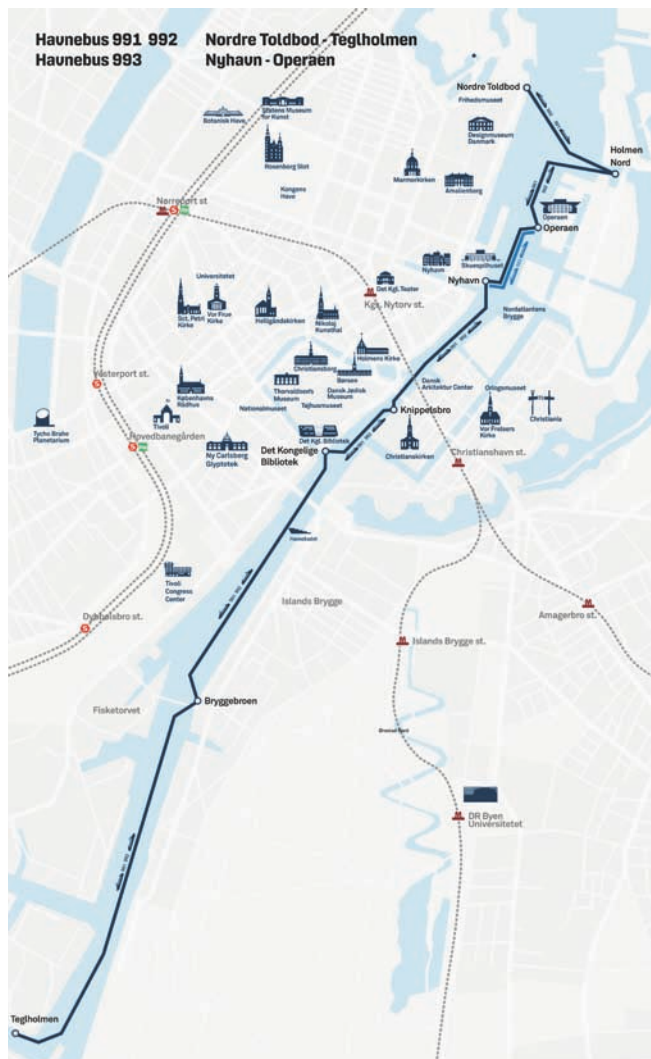 Havnebus 991 992 Nordre Toldbod - Teglholmen
Havnebus 993 Nyhavn - Operaen
Nordre Toldbod
Frihedsmuseet
Statens Museum
for Kunst
Botanisk Have
Designmuseum
Danmark
Holmen
Nord
Rosenborg Slot
Marmorkirken
Amalienborg
Kongens
Have
Nørreport st
Operaen
Operaen
Nyhavn
Skuespilhuset
Universitetet
Det Kgl. Teater
Nyhavn
Kgs. Nytorv st.
Nordatlantens
Brygge
Sct. Petri
Kirke
Vor Frue
Kirke
Helligåndskirken
Nikolaj
Kunsthal
Holmens Kirke
Christiansborg
Børsen
Vesterport st.
Thorvaldsens
Museum
Dansk Jødisk
Museum
Tøjhusmuseet
Dansk
Arkitektur Center
Orlogsmuseet
Københavns
Rådhus
Nationalmuseet
Knippelsbro
Christiania
Tycho Brahe
Planetarium
Tivoli
Hovedbanegården
Ny Carlsberg
Glyptotek
Det Kgl. Bibliotek
Det Kongelige
Bibliotek
Christianskirken
Vor Frelsers
Kirke
Christianshavn st.
Havnebadet
Tivoli
Congress
Center
Islands Brygge
Dybbølsbro st.
Amagerbro st.
Islands Brygge st.
Bryggebroen
Fisketorvet
DR Byen
Universitetet
Teglholmen